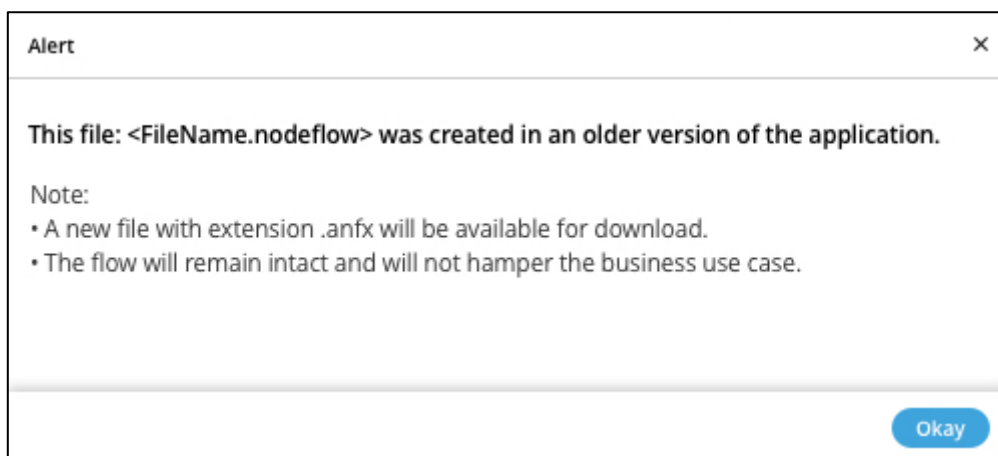 Alert
This file: <FileName.nodeflow> was created in an older version of the application.
Note:
• A new file with extension .anfx will be available for download.
• The flow will remain intact and will not hamper the business use case.
Okay